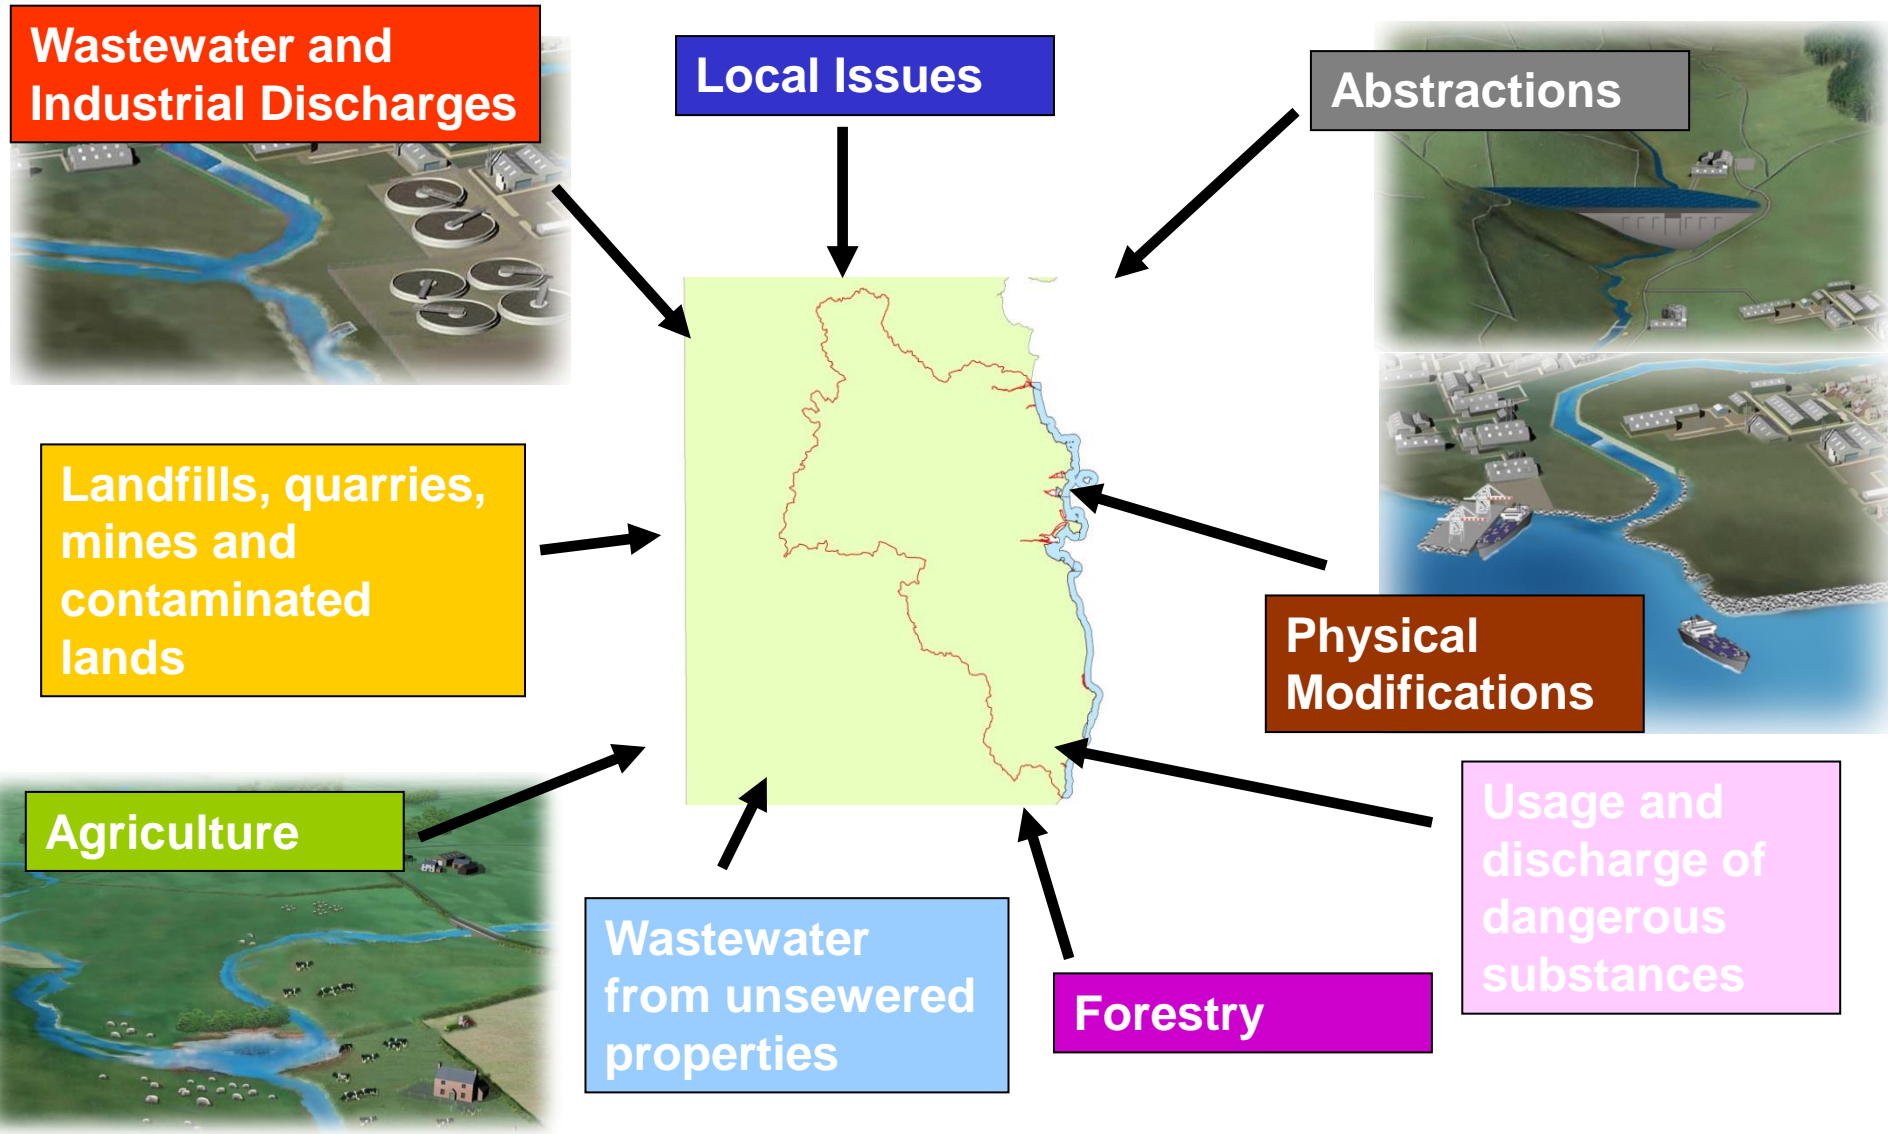 Wastewater and
Industrial Discharges
Local Issues
Abstractions
Landfills, quarries,
mines and
contaminated
lands
Physical
Modifications
Agriculture
Usage and
discharge of
dangerous
substances
Wastewater
from unsewered
properties
Forestry